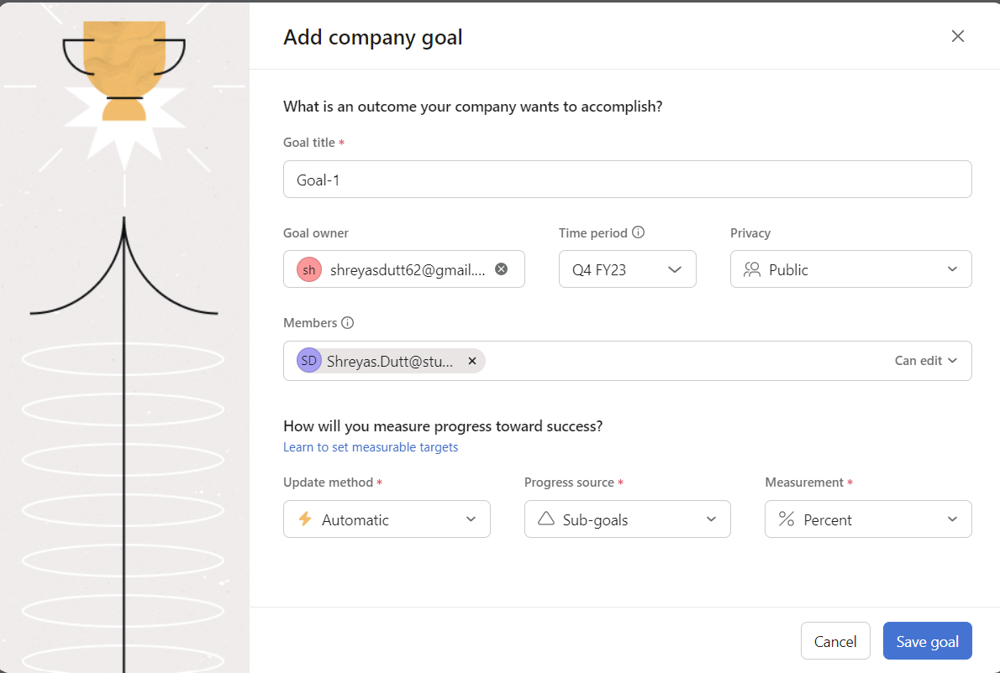 Add company goal
What is an outcome your company wants to accomplish?
Goal title *
Goal-1
Goal owner Time period Privacy
sh shreyasdutt62@gmail.... Q4 FY23 Public
Members
SD Shreyas.Dutt@stu... Can edit
How will you measure progress toward success?
Learn to set measurable targets
Update method * Progress source * Measurement *
Automatic Sub-goals Percent
Cancel Save goal